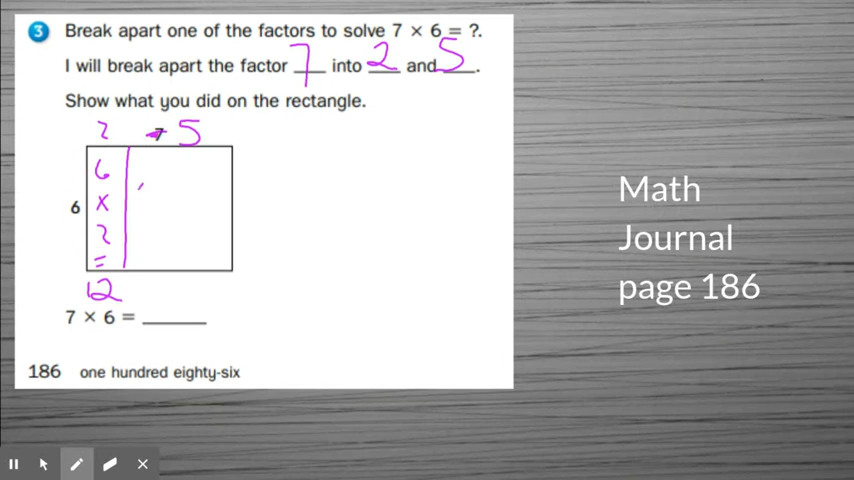 3 Break apart one of the factors to solve 7 × 6 = ?.
I will break apart the factor 7 into 2 and 5.
Show what you did on the rectangle.
2 7 5
6
6
x
2
=
12
7 × 6 = ______
186 one hundred eighty-six
Math
Journal
page 186